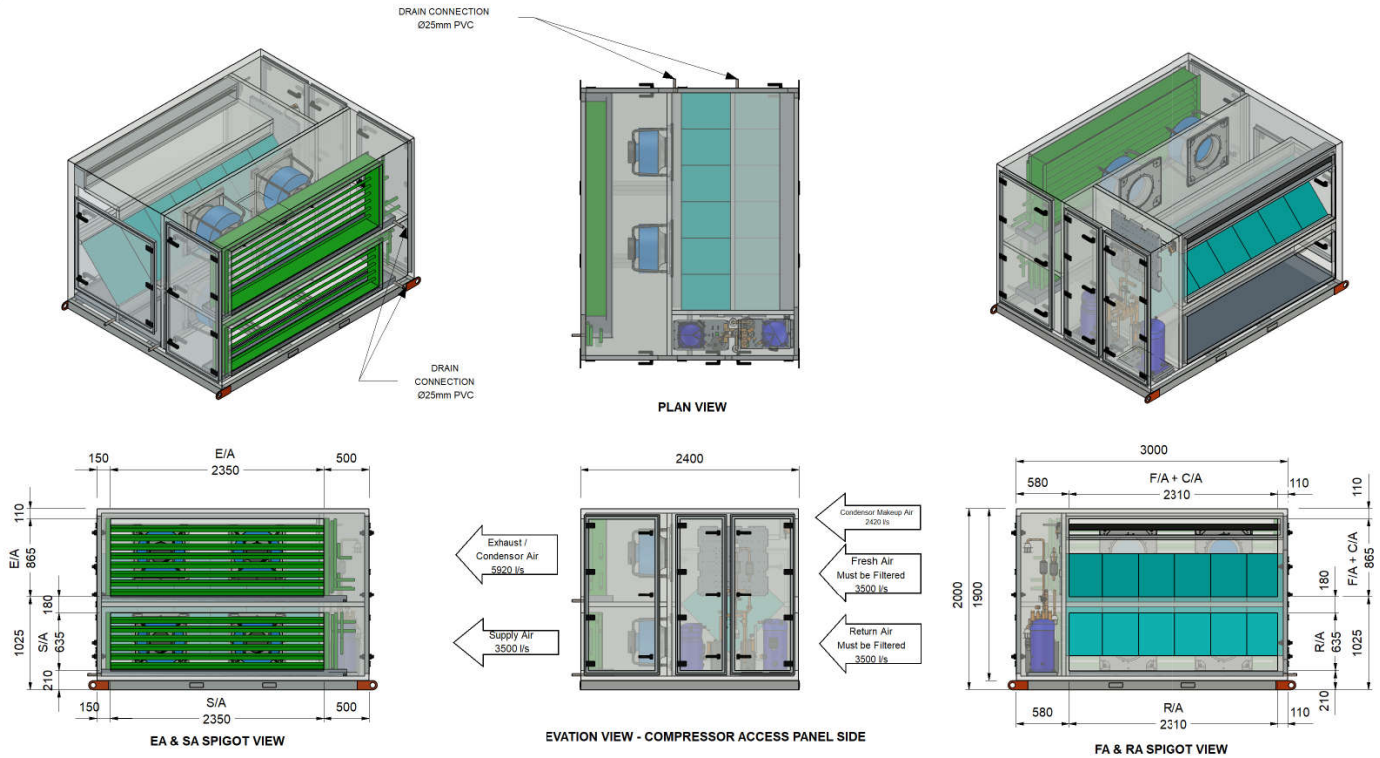 DRAIN CONNECTION
Ø25mm PVC
DRAIN
CONNECTION
Ø25mm PVC
PLAN VIEW
E/A
150
2350
500
110
E/A
865
180
S/A
635
1025
210
S/A
150
2350
500
EA & SA SPIGOT VIEW
2400
Exhaust /
Condensor Air
5920 l/s
Supply Air
3500 l/s
Condensor Makeup Air
2420 l/s
Fresh Air
Must be Filtered
3500 l/s
Return Air
Must be Filtered
3500 l/s
EVATION VIEW - COMPRESSOR ACCESS PANEL SIDE
3000
F/A + C/A
580
2310
110
110
F/A + C/A
865
180
2000
1900
R/A
635
1025
210
R/A
580
2310
110
FA & RA SPIGOT VIEW